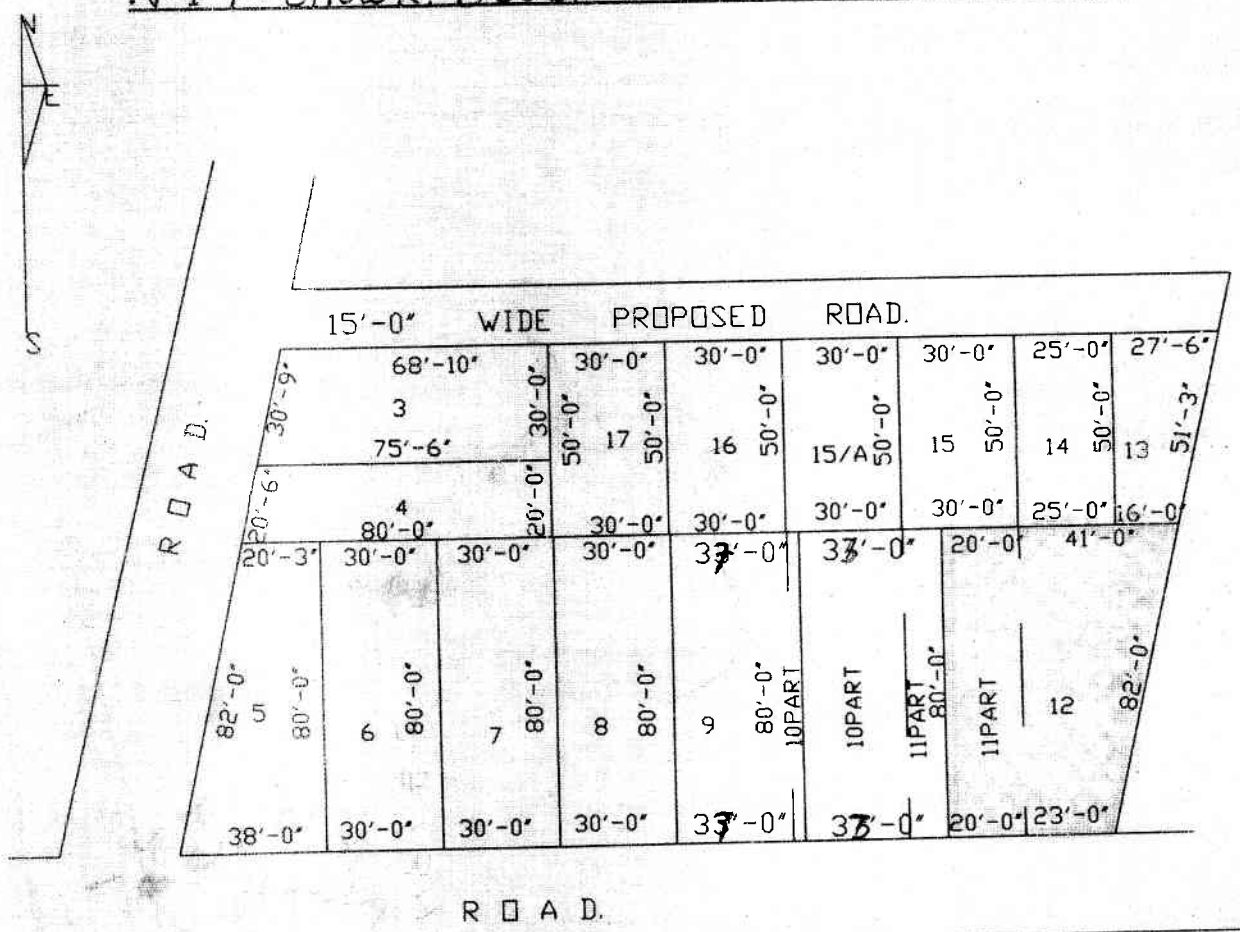 N
E
S
15'-0" WIDE PROPOSED ROAD.
68'-10" 30'-0" 30'-0" 30'-0" 30'-0" 25'-0" 27'-6"
30'-9" 3 30'-0" 50'-0" 17 50'-0" 16 50'-0" 15/A 50'-0" 15 50'-0" 14 50'-0" 13 51'-3"
75'-6"
20'-6" 4 20'-0"
80'-0" 30'-0" 30'-0" 30'-0" 30'-0" 25'-0" 16'-0"
ROAD.
20'-3" 30'-0" 30'-0" 30'-0" 20'-0 41'-0"
82'-0" 5 80'-0" 6 80'-0" 7 80'-0" 8 80'-0" 9 80'-0" 10PART 10PART 11PART 80'-0" 11PART 12 82'-0"
38'-0" 30'-0" 30'-0" 30'-0" 20'-0" 23'-0"
ROAD.